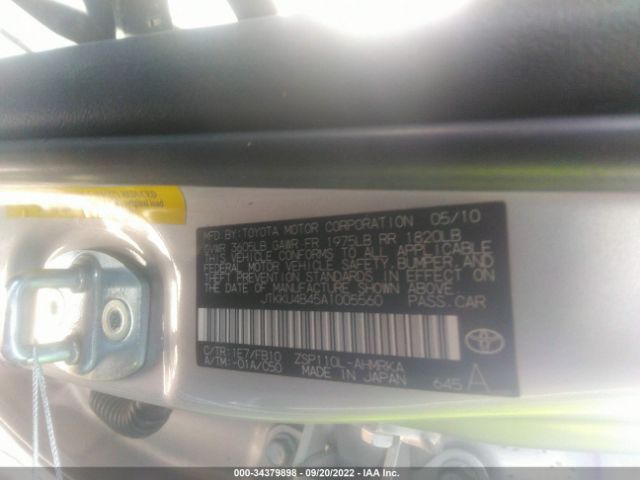 MFD. BY: TOYOTA MOTOR CORPORATION 05/10
GVWR 3605LB GAWR FR 1975LB RR 1820LB
THIS VEHICLE CONFORMS TO ALL APPLICABLE
FEDERAL MOTOR VEHICLE SAFETY, BUMPER, AND
THEFT PREVENTION STANDARDS IN EFFECT ON
THE DATE OF MANUFACTURE SHOWN ABOVE.
JTKKU4B45A1005560 PASS.CAR
C/TR: 1E7/FB10 ZSP110L-AHMRKA
A/TM: -01A/C50 MADE IN JAPAN 645 A
000-34379898 - 09/20/2022 - IAA Inc.